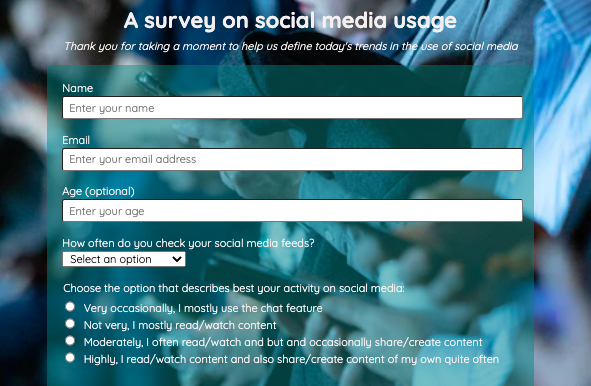 A survey on social media usage
Thank you for taking a moment to help us define today's trends in the use of social media
Name
Enter your name
Email
Enter your email address
Age (optional)
Enter your age
How often do you check your social media feeds?
Select an option
Choose the option that describes best your activity on social media:
Very occasionally, I mostly use the chat feature
Not very, I mostly read/watch content
Moderately, I often read/watch and but and occasionally share/create content
Highly, I read/watch content and also share/create content of my own quite often